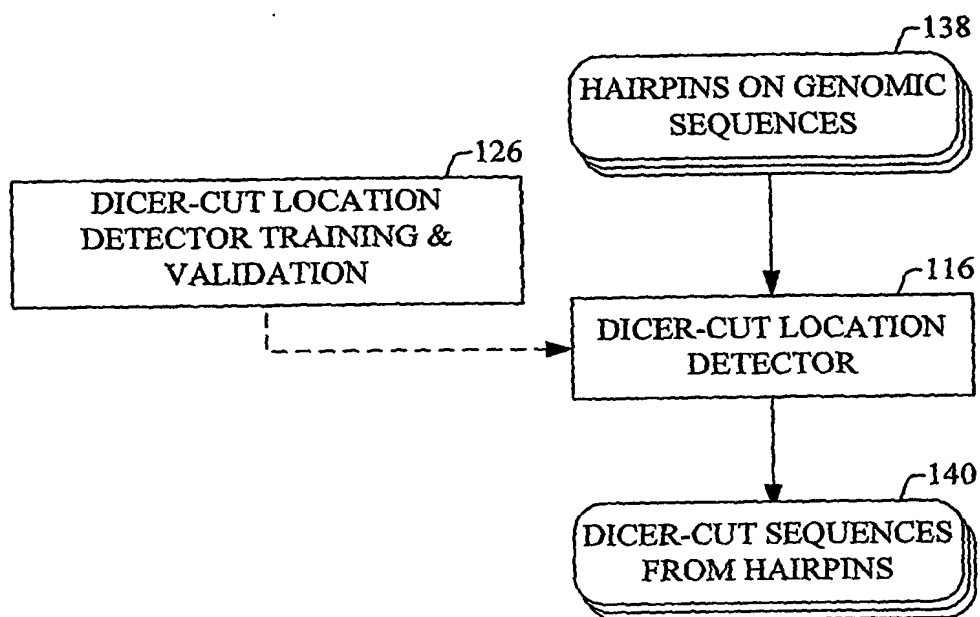 138
HAIRPINS ON GENOMIC
SEQUENCES
126
DICER-CUT LOCATION
DETECTOR TRAINING &
VALIDATION
116
DICER-CUT LOCATION
DETECTOR
140
DICER-CUT SEQUENCES
FROM HAIRPINS